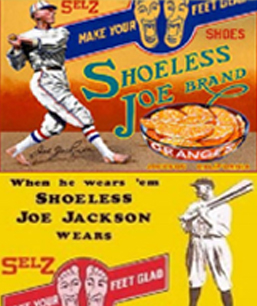 SELZ
MAKE YOUR FEET GLAD
SHOES
SHOELESS
JOE BRAND
ORANGES
When he wears 'em
SHOELESS
JOE JACKSON
WEARS
SELZ
FEET GLAD